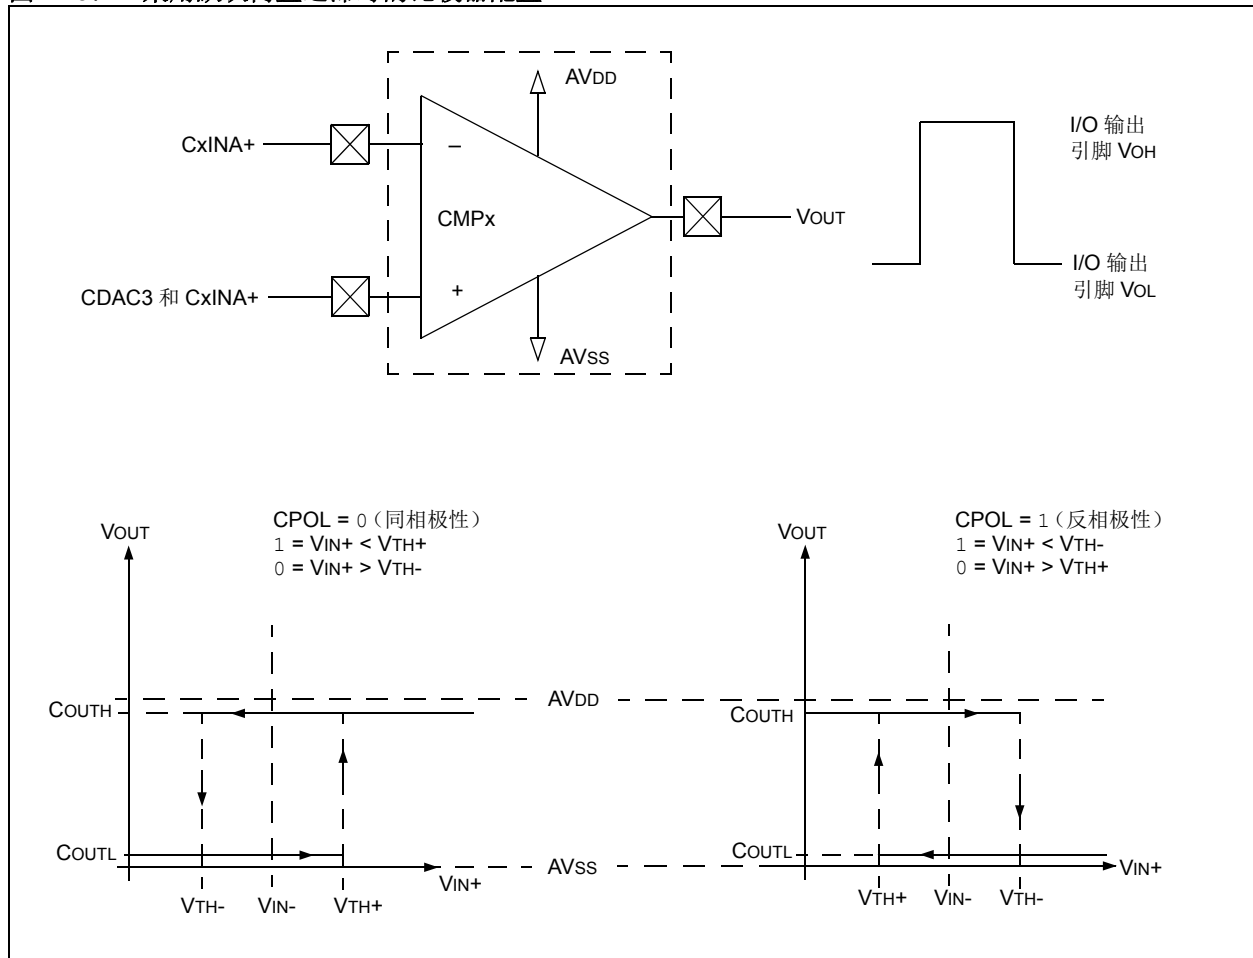 AVDD
CxINA+
–
CMPx
+
CDAC3 和 CxINA+
AVSS
VOUT
I/O 输出
引脚 VOH
I/O 输出
引脚 VOL
VOUT
CPOL = 0（同相极性）
1 = VIN+ < VTH+
0 = VIN+ > VTH-
COUTH
COUTL
VTH-
VIN-
VTH+
VIN+
AVDD
AVSS
VOUT
CPOL = 1（反相极性）
1 = VIN+ < VTH-
0 = VIN+ > VTH+
COUTH
COUTL
VTH+
VIN-
VTH-
VIN+